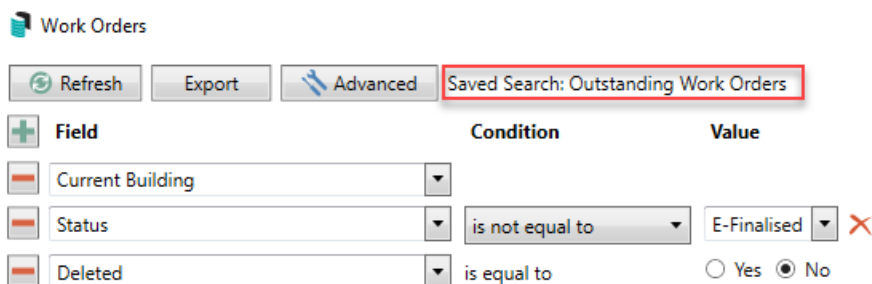 Work Orders
Refresh Export Advanced Saved Search: Outstanding Work Orders
Field Condition Value
Current Building
Status is not equal to E-Finalised
Deleted is equal to Yes No